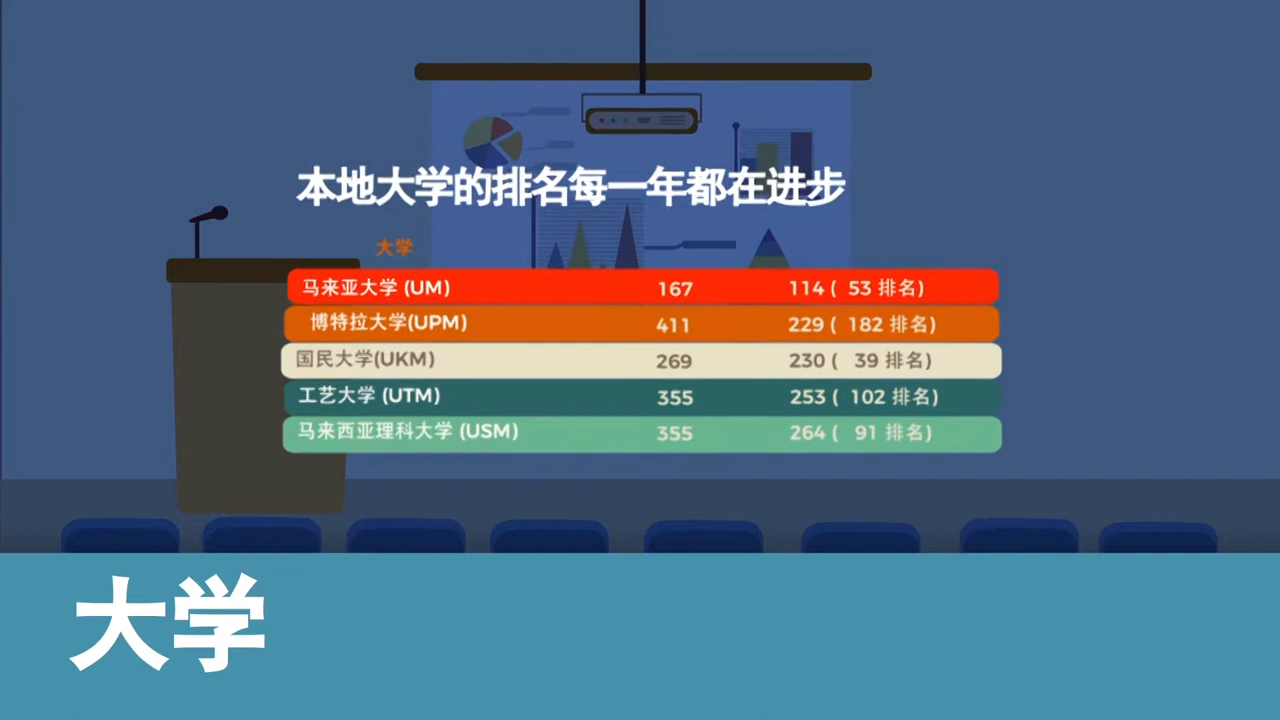 本地大学的排名每一年都在进步
大学
马来亚大学 (UM) 167 114 ( 53 排名)
博特拉大学(UPM) 411 229 ( 182 排名)
国民大学(UKM) 269 230 ( 39 排名)
工艺大学 (UTM) 355 253 ( 102 排名)
马来西亚理科大学 (USM) 355 264 ( 91 排名)
大学